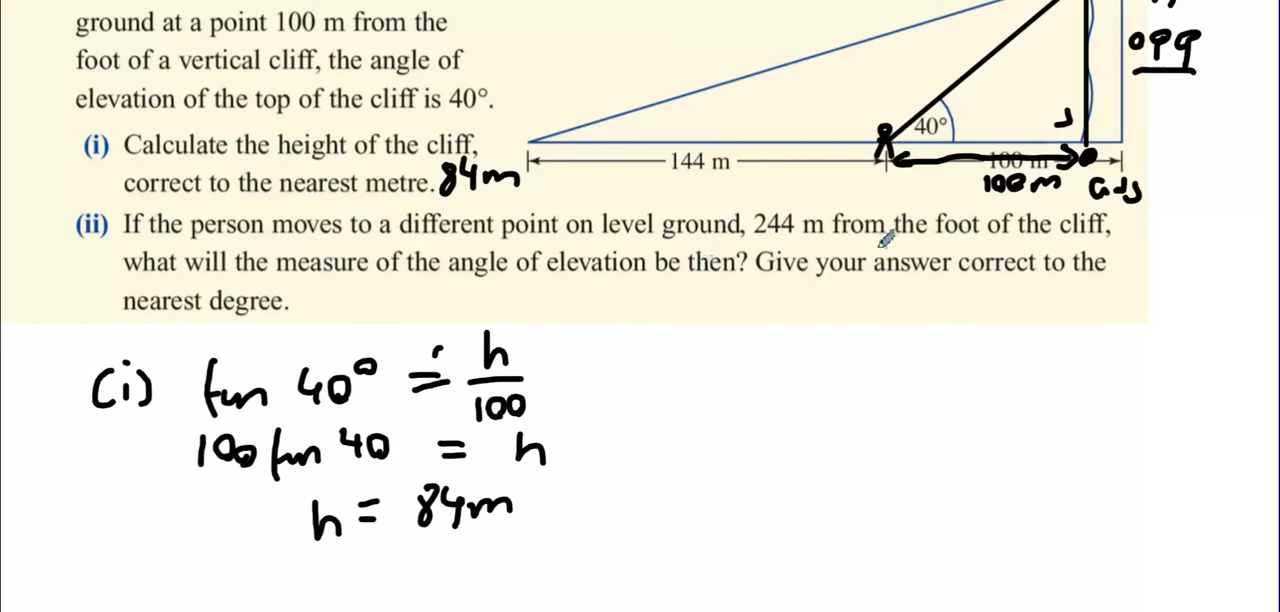 ground at a point 100 m from the
foot of a vertical cliff, the angle of
elevation of the top of the cliff is 40°.
(i) Calculate the height of the cliff,
correct to the nearest metre. 84m
(ii) If the person moves to a different point on level ground, 244 m from the foot of the cliff,
what will the measure of the angle of elevation be then? Give your answer correct to the
nearest degree.
opp
40°
144 m
100 m
100m
adj
(i) tan 40° = h/100
100 tan 40 = h
h = 84m